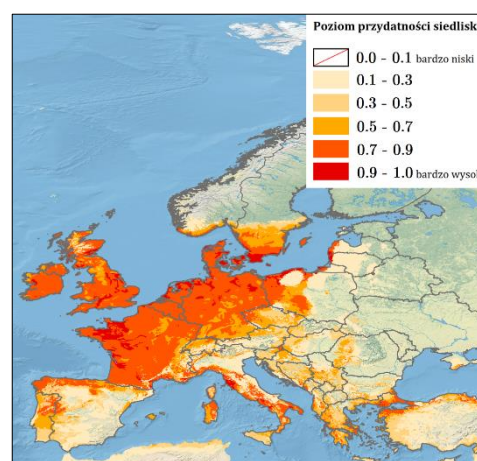 Poziom przydatności siedlisk
0.0 - 0.1 bardzo niski
0.1 - 0.3
0.3 - 0.5
0.5 - 0.7
0.7 - 0.9
0.9 - 1.0 bardzo wysok